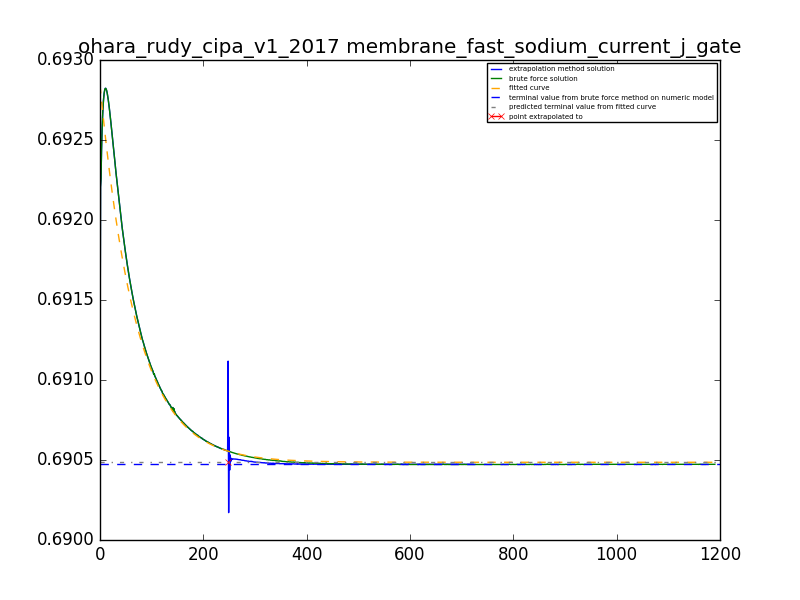 ohara_rudy_cipa_v1_2017 membrane_fast_sodium_current_j_gate
0.6930
0.6925
0.6920
0.6915
0.6910
0.6905
0.6900
extrapolation method solution
brute force solution
fitted curve
terminal value from brute force method on numeric model
predicted terminal value from fitted curve
point extrapolated to
0 200 400 600 800 1000 1200